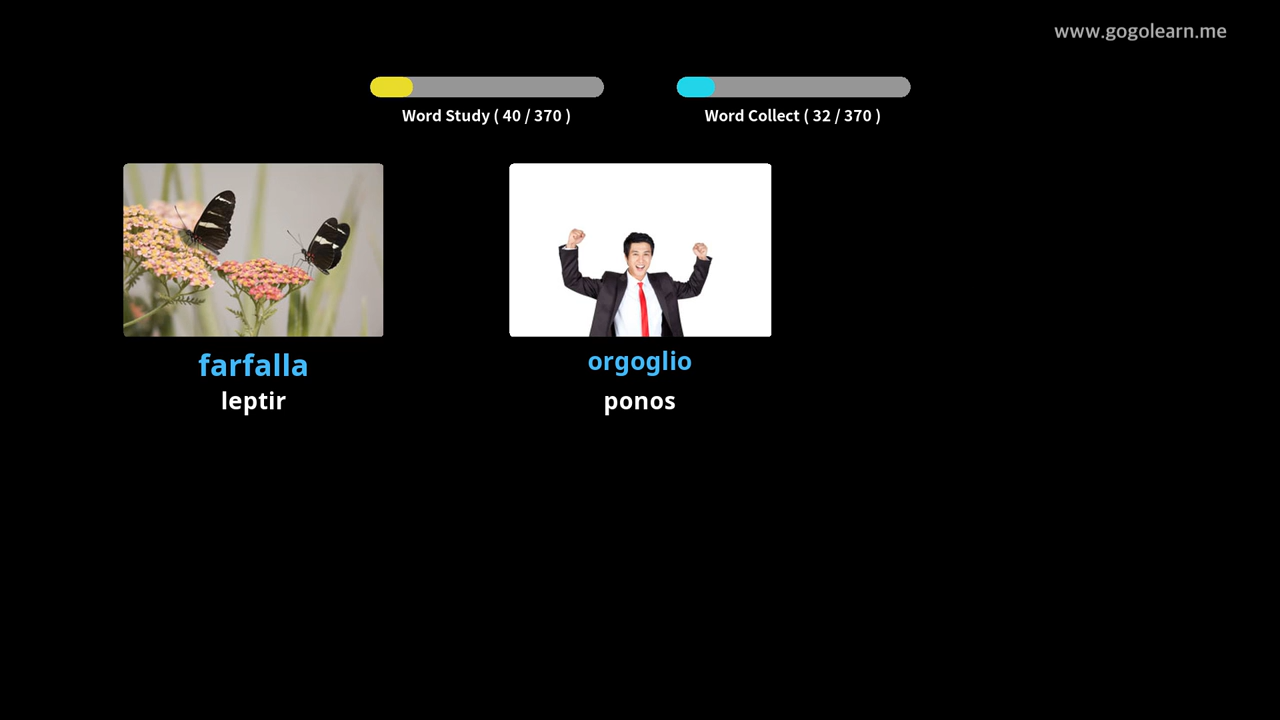 www.gogolearn.me
Word Study ( 40 / 370 )
Word Collect ( 32 / 370 )
farfalla
leptir
orgoglio
ponos